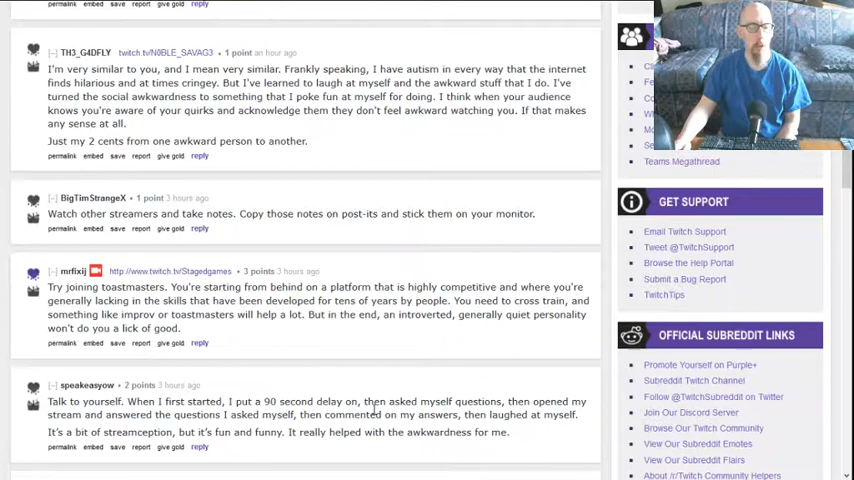 permalink embed save report give gold reply
[–] TH3_G4DFLY twitch.tv/N0BLE_SAVAG3 • 1 point an hour ago
I'm very similar to you, and I mean very similar. Frankly speaking, I have autism in every way that the internet
finds hilarious and at times cringey. But I've learned to laugh at myself and the awkward stuff that I do. I've
turned the social awkwardness to something that I poke fun at myself for doing. I think when your audience
knows you're aware of your quirks and acknowledge them they don't feel awkward watching you. If that makes
any sense at all.
Just my 2 cents from one awkward person to another.
permalink embed save report give gold reply
[–] BigTimStrangeX • 1 point 3 hours ago
Watch other streamers and take notes. Copy those notes on post-its and stick them on your monitor.
permalink embed save report give gold reply
[–] mrfixij http://www.twitch.tv/Stagedgames • 3 points 3 hours ago
Try joining toastmasters. You're starting from behind on a platform that is highly competitive and where you're
generally lacking in the skills that have been developed for tens of years by people. You need to cross train, and
something like improv or toastmasters will help a lot. But in the end, an introverted, generally quiet personality
won't do you a lick of good.
permalink embed save report give gold reply
[–] speakeasyow • 2 points 3 hours ago
Talk to yourself. When I first started, I put a 90 second delay on, then asked myself questions, then opened my
stream and answered the questions I asked myself, then commented on my answers, then laughed at myself.
It's a bit of streamception, but it's fun and funny. It really helped with the awkwardness for me.
permalink embed save report give gold reply
Teams Megathread
GET SUPPORT
Email Twitch Support
Tweet @TwitchSupport
Browse the Help Portal
Submit a Bug Report
TwitchTips
OFFICIAL SUBREDDIT LINKS
Promote Yourself on Purple+
Subreddit Twitch Channel
Follow @TwitchSubreddit on Twitter
Join Our Discord Server
Browse Our Twitch Community
View Our Subreddit Emotes
View Our Subreddit Flairs
About /r/Twitch Community Helpers